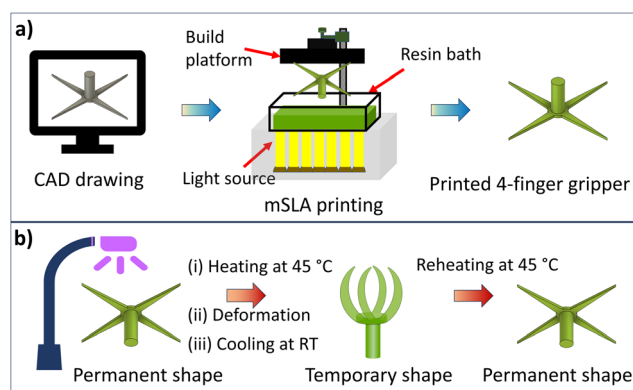 a)
Build
platform
Resin bath
Light source
CAD drawing
mSLA printing
Printed 4-finger gripper
b)
(i) Heating at 45 °C
(ii) Deformation
(iii) Cooling at RT
Reheating at 45 °C
Permanent shape
Temporary shape
Permanent shape